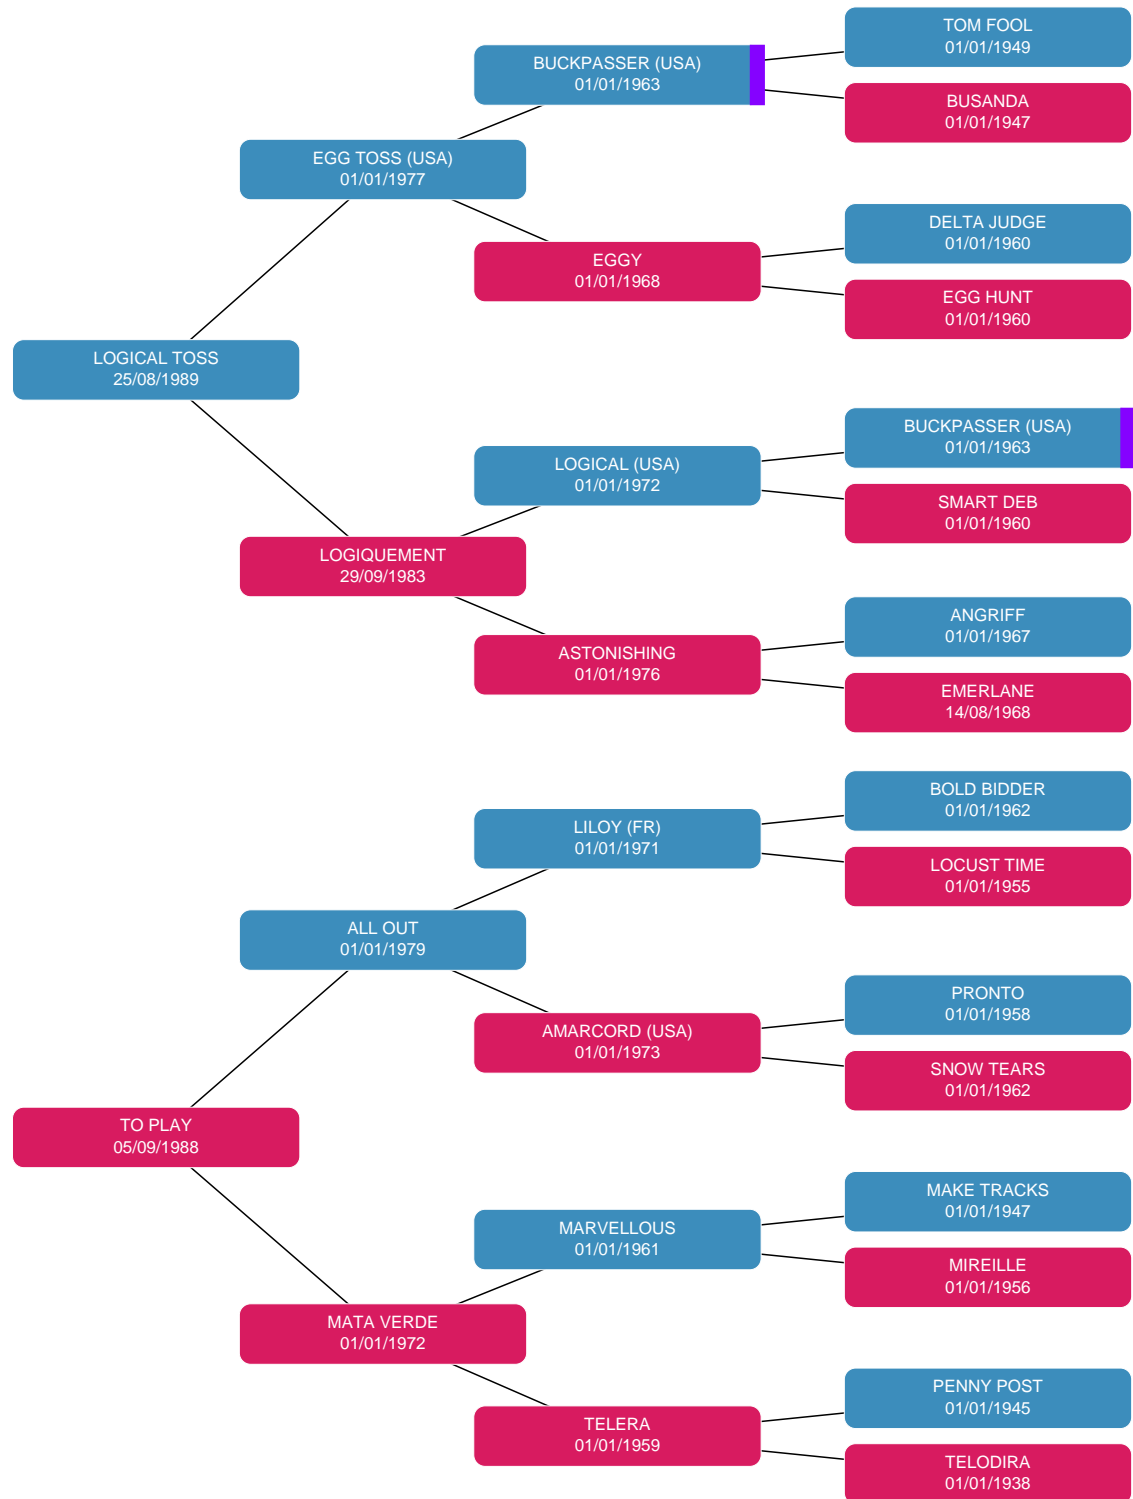 TOM FOOL
01/01/1949
BUCKPASSER (USA)
01/01/1963
BUSANDA
01/01/1947
EGG TOSS (USA)
01/01/1977
DELTA JUDGE
01/01/1960
EGGY
01/01/1968
EGG HUNT
01/01/1960
LOGICAL TOSS
25/08/1989
BUCKPASSER (USA)
01/01/1963
LOGICAL (USA)
01/01/1972
SMART DEB
01/01/1960
LOGIQUEMENT
29/09/1983
ANGRIFF
01/01/1967
ASTONISHING
01/01/1976
EMERLANE
14/08/1968
BOLD BIDDER
01/01/1962
LILOY (FR)
01/01/1971
LOCUST TIME
01/01/1955
ALL OUT
01/01/1979
PRONTO
01/01/1958
AMARCORD (USA)
01/01/1973
SNOW TEARS
01/01/1962
TO PLAY
05/09/1988
MAKE TRACKS
01/01/1947
MARVELLOUS
01/01/1961
MIREILLE
01/01/1956
MATA VERDE
01/01/1972
PENNY POST
01/01/1945
TELERA
01/01/1959
TELODIRA
01/01/1938